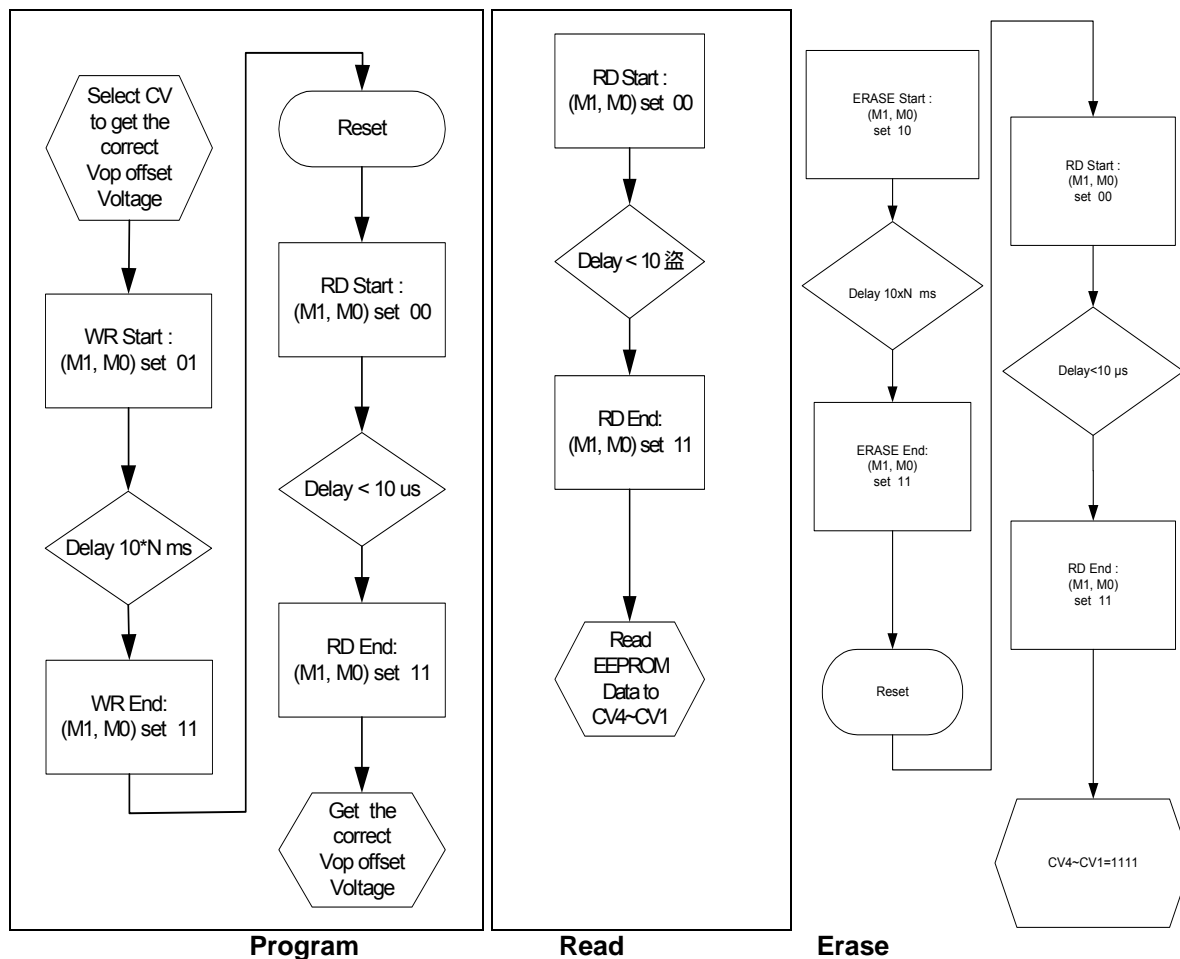 Select CV
to get the
correct
Vop offset
Voltage
WR Start :
(M1, M0) set 01
Delay 10*N ms
WR End:
(M1, M0) set 11
Reset
RD Start :
(M1, M0) set 00
Delay < 10 us
RD End:
(M1, M0) set 11
Get the
correct
Vop offset
Voltage
Program
RD Start :
(M1, M0) set 00
Delay < 10 盜
RD End:
(M1, M0) set 11
Read
EEPROM
Data to
CV4~CV1
Read
ERASE Start :
(M1, M0)
set 10
Delay 10xN ms
ERASE End:
(M1, M0)
set 11
Reset
RD Start :
(M1, M0)
set 00
Delay<10 µs
RD End :
(M1, M0)
set 11
CV4~CV1=1111
Erase